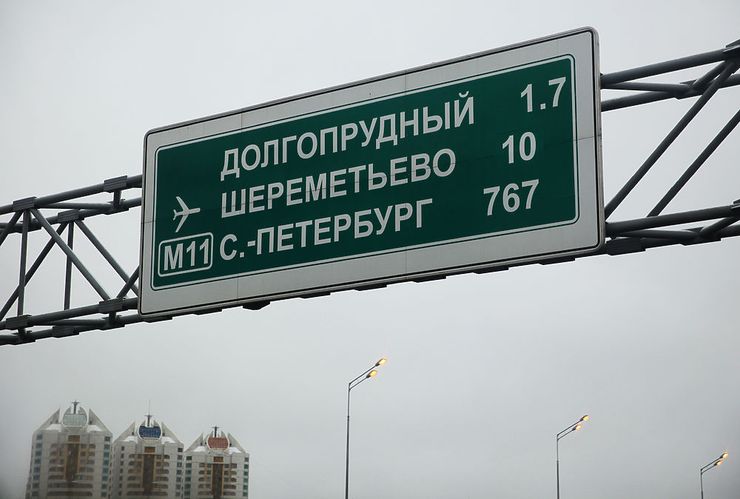 ДОЛГОПРУДНЫЙ 1.7
ШЕРЕМЕТЬЕВО 10
М11 С.-ПЕТЕРБУРГ 767